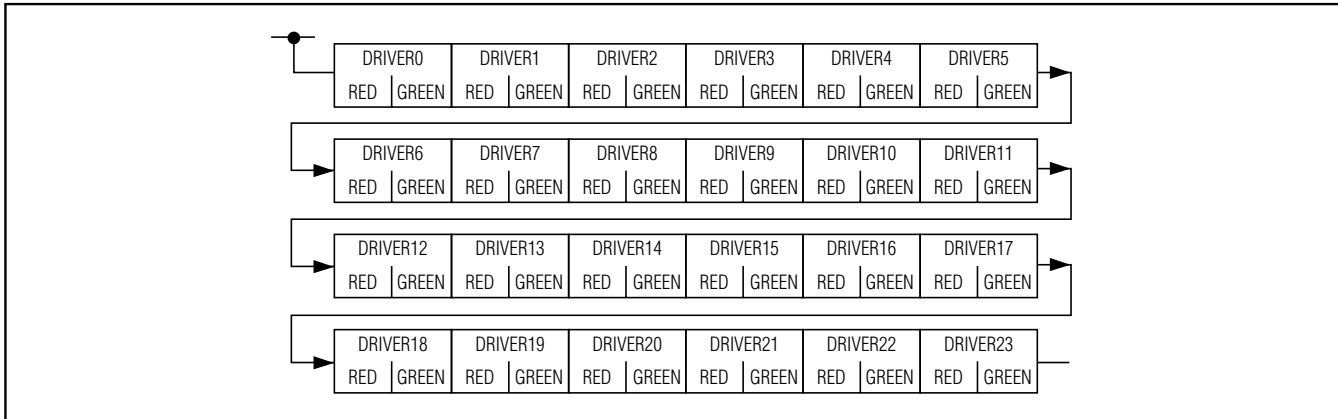 DRIVER0 DRIVER1 DRIVER2 DRIVER3 DRIVER4 DRIVER5
RED GREEN RED GREEN RED GREEN RED GREEN RED GREEN RED GREEN
DRIVER6 DRIVER7 DRIVER8 DRIVER9 DRIVER10 DRIVER11
RED GREEN RED GREEN RED GREEN RED GREEN RED GREEN RED GREEN
DRIVER12 DRIVER13 DRIVER14 DRIVER15 DRIVER16 DRIVER17
RED GREEN RED GREEN RED GREEN RED GREEN RED GREEN RED GREEN
DRIVER18 DRIVER19 DRIVER20 DRIVER21 DRIVER22 DRIVER23
RED GREEN RED GREEN RED GREEN RED GREEN RED GREEN RED GREEN